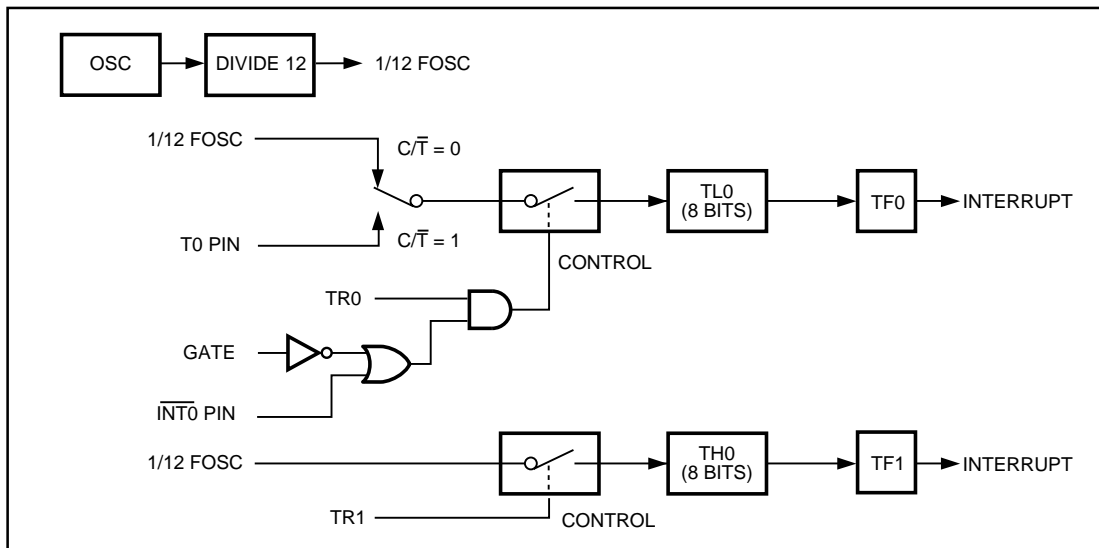 OSC
DIVIDE 12
1/12 FOSC
1/12 FOSC
C/T̅ = 0
T0 PIN
C/T̅ = 1
TL0
(8 BITS)
TF0
INTERRUPT
CONTROL
TR0
GATE
I̅N̅T̅0̅ PIN
1/12 FOSC
TH0
(8 BITS)
TF1
INTERRUPT
TR1
CONTROL